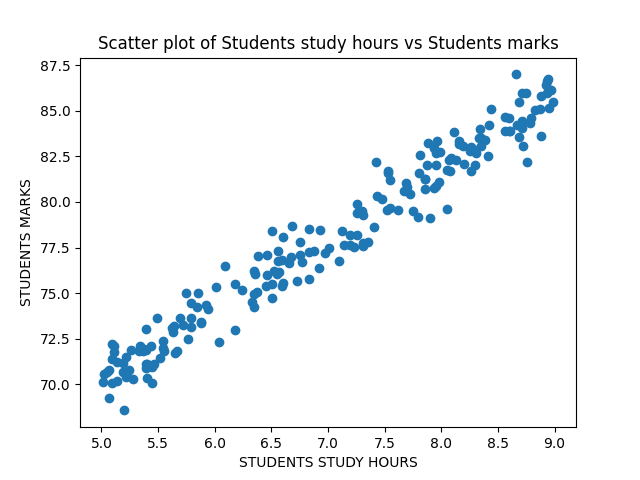 Scatter plot of Students study hours vs Students marks
87.5
85.0
82.5
80.0
77.5
75.0
72.5
70.0
STUDENTS MARKS
5.0 5.5 6.0 6.5 7.0 7.5 8.0 8.5 9.0
STUDENTS STUDY HOURS